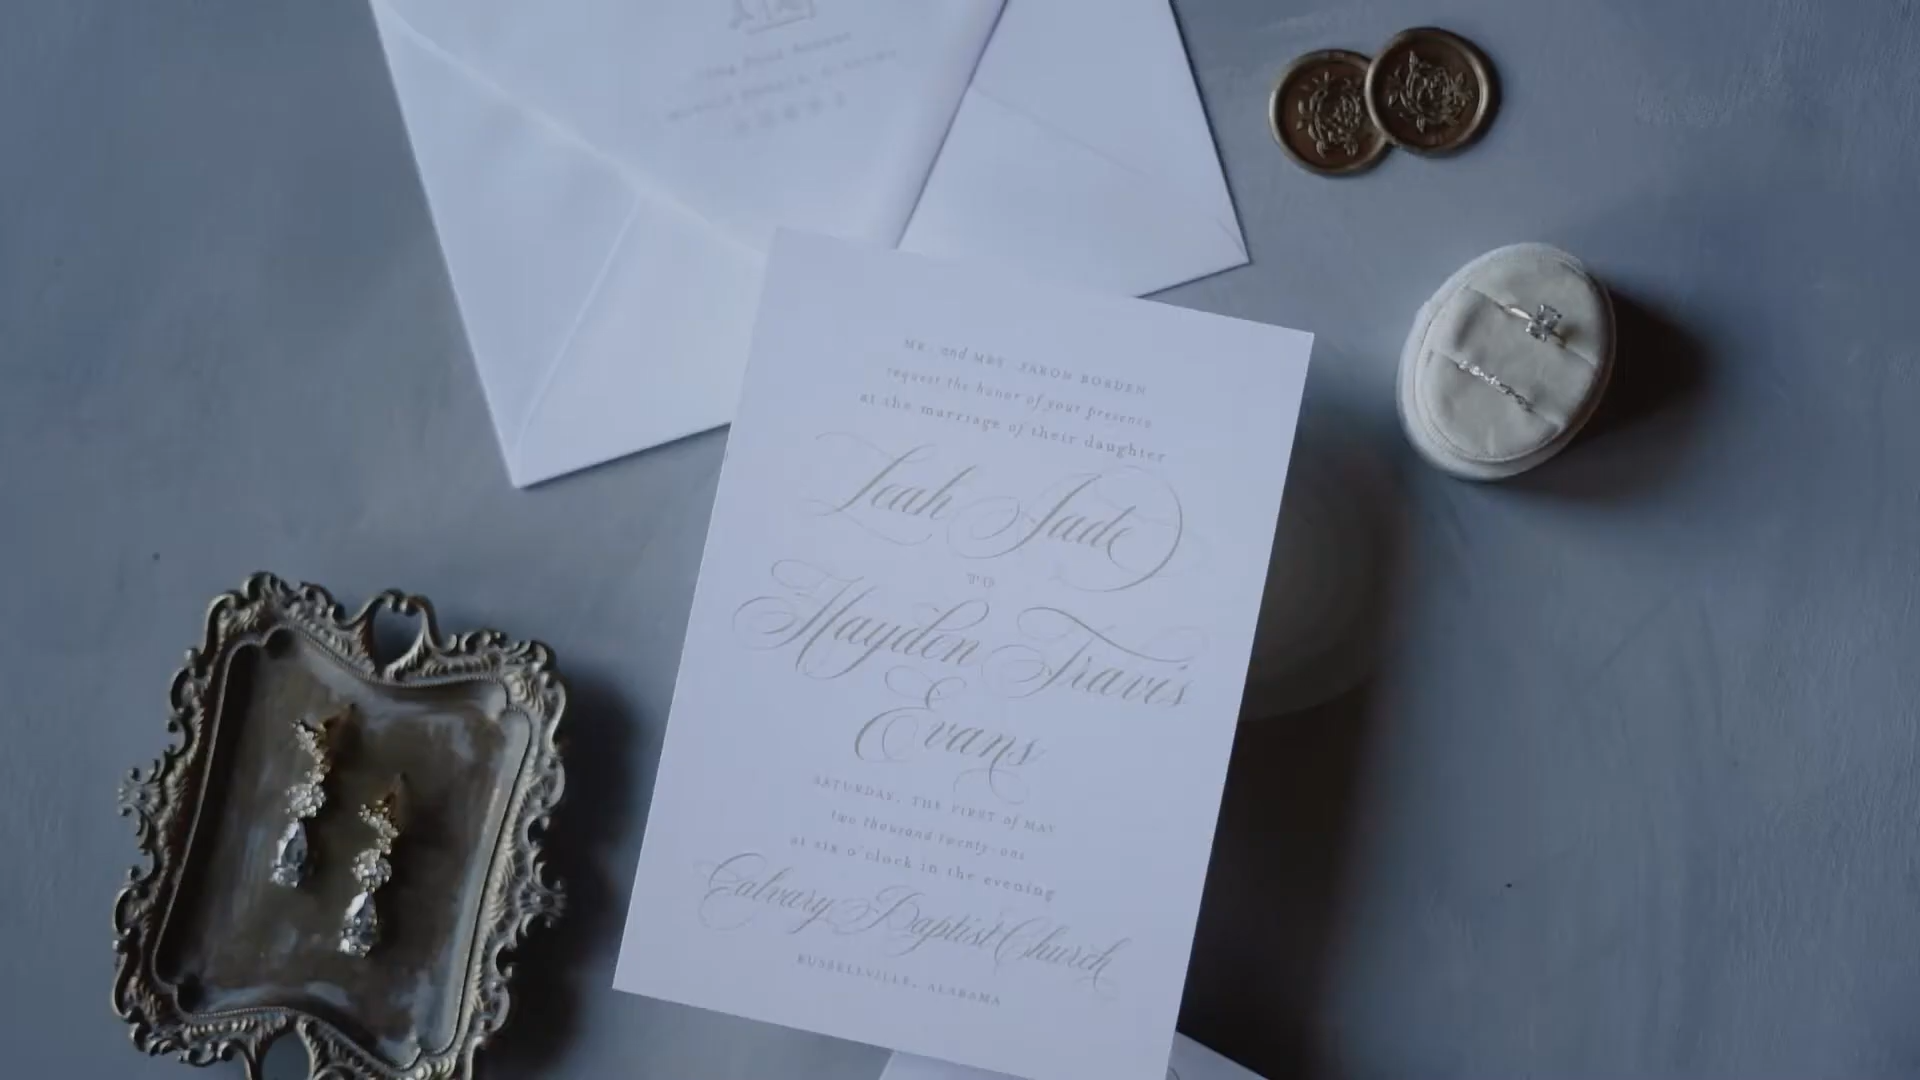 MR. and MRS. JARON BORDEN
request the honor of your presence
at the marriage of their daughter
Leah Jade
TO
Hayden Travis
Evans
SATURDAY, THE FIRST of MAY
two thousand twenty-one
at six o'clock in the evening
Calvary Baptist Church
RUSSELLVILLE, ALABAMA